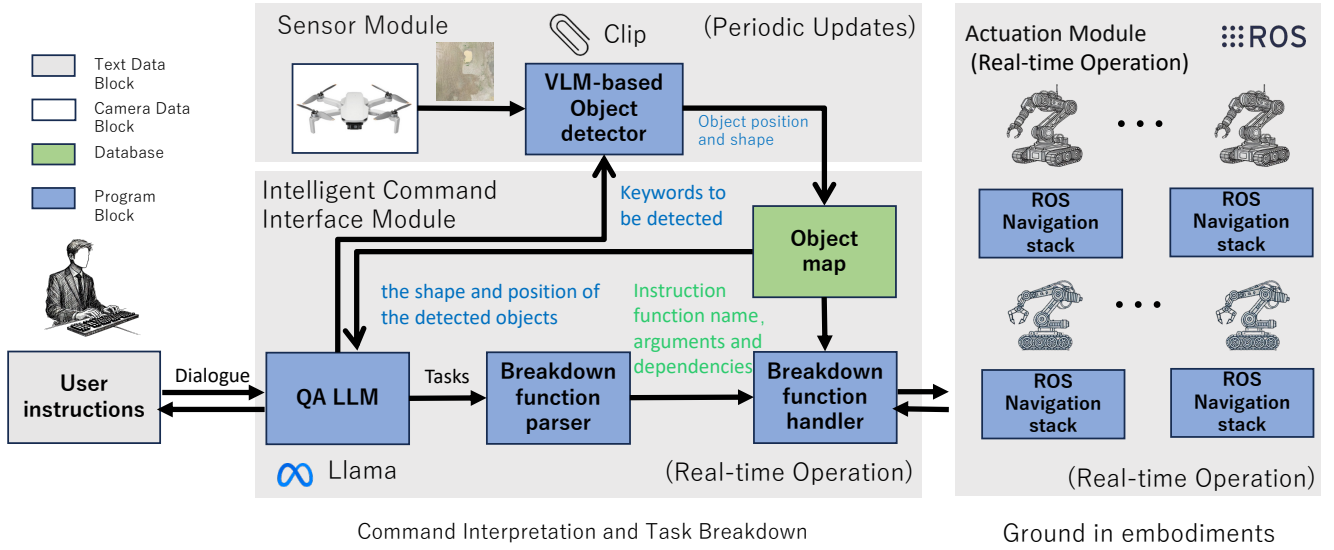 Text Data
Block
Camera Data
Block
Database
Program
Block
Sensor Module
Clip
(Periodic Updates)
VLM-based
Object
detector
Object position
and shape
Intelligent Command
Interface Module
Keywords to
be detected
Object
map
the shape and position of
the detected objects
Instruction
function name,
arguments and
dependencies
User
instructions
Dialogue
QA LLM
Tasks
Breakdown
function
parser
Breakdown
function
handler
Llama
(Real-time Operation)
Command Interpretation and Task Breakdown
Actuation Module
(Real-time Operation)
ROS
ROS
Navigation
stack
ROS
Navigation
stack
ROS
Navigation
stack
ROS
Navigation
stack
(Real-time Operation)
Ground in embodiments